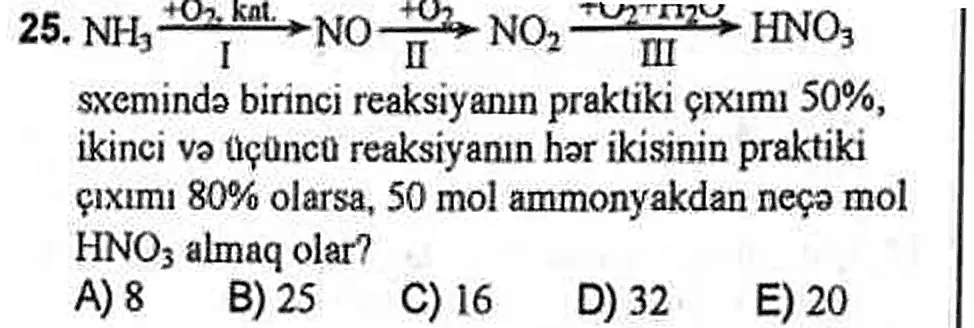 25. NH₃ +O₂, kat. I → NO +O₂ II → NO₂ +O₂+H₂O III → HNO₃
sxemində birinci reaksiyanın praktiki çıxımı 50%,
ikinci və üçüncü reaksiyanın hər ikisinin praktiki
çıxımı 80% olarsa, 50 mol ammonyakdan neçə mol
HNO₃ almaq olar?
A) 8 B) 25 C) 16 D) 32 E) 20